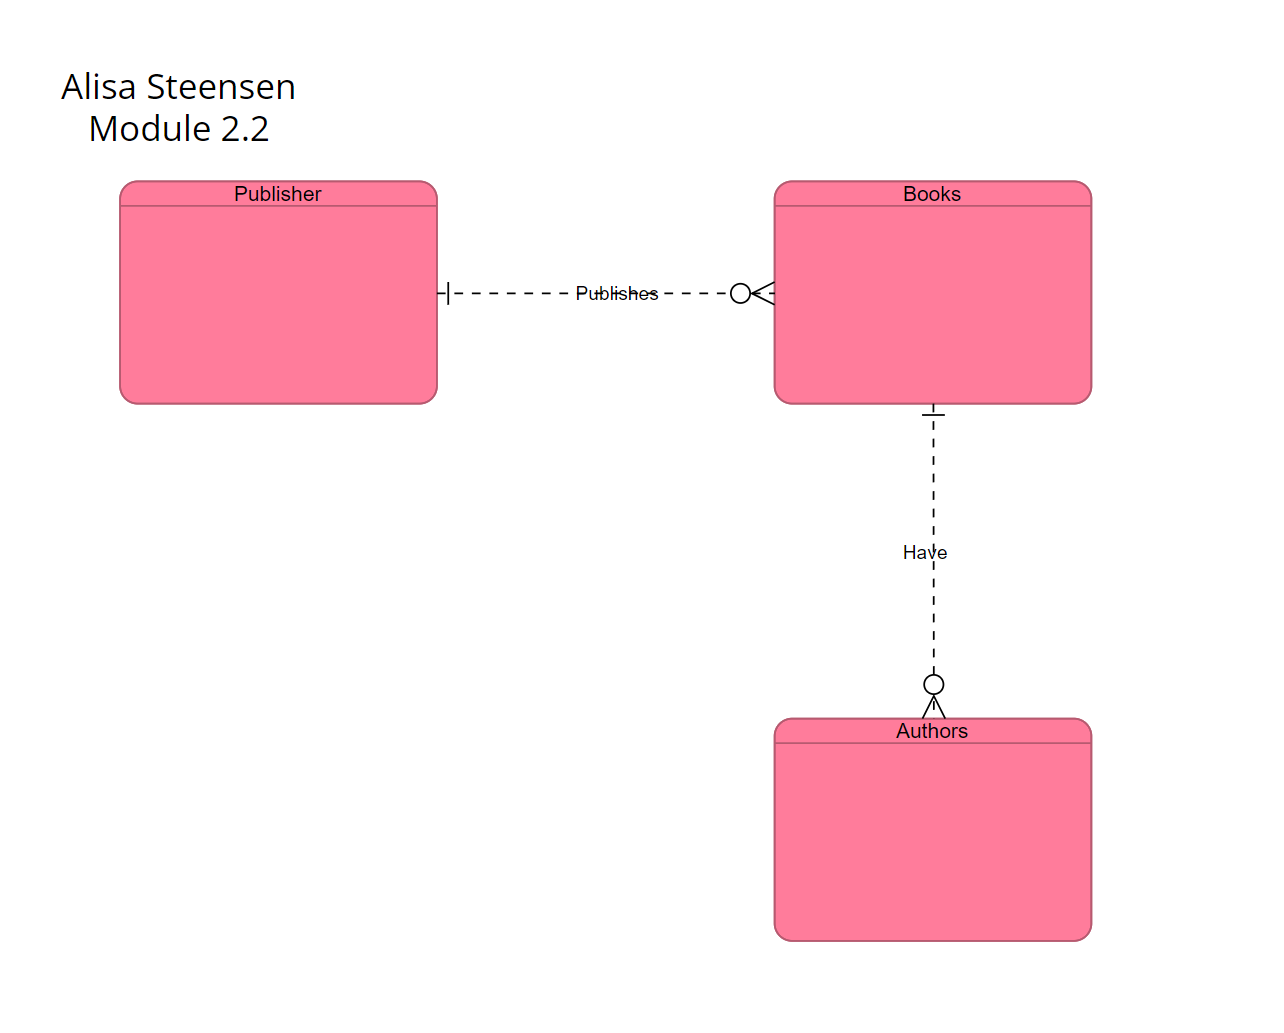 Alisa Steensen
Module 2.2
Publisher
Books
Publishes
Have
Authors